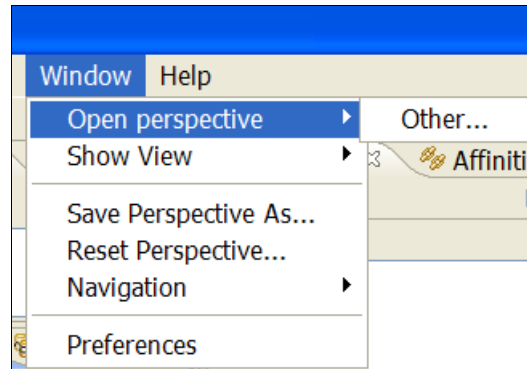 Window Help
Open perspective Other...
Show View
Affiniti
Save Perspective As...
Reset Perspective...
Navigation
Preferences